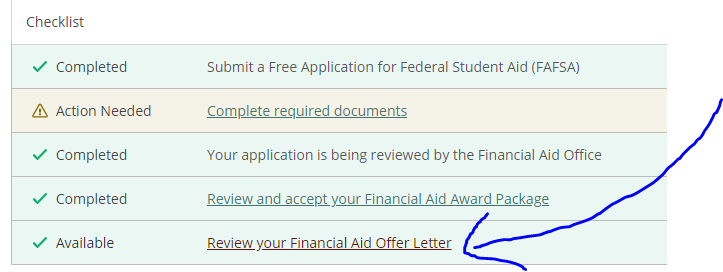 Checklist
Completed Submit a Free Application for Federal Student Aid (FAFSA)
Action Needed Complete required documents
Completed Your application is being reviewed by the Financial Aid Office
Completed Review and accept your Financial Aid Award Package
Available Review your Financial Aid Offer Letter